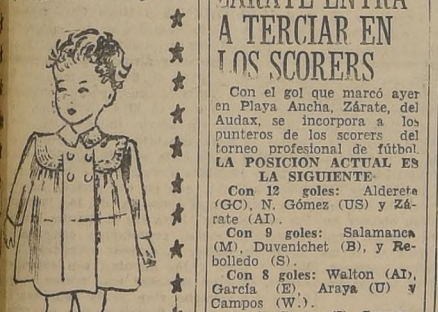 ZARATE ENTRA
A TERCIAR EN
LOS SCORERS
Con el gol que marcó ayer
en Playa Ancha, Zárate, del
Audax, se incorpora a los
punteros de los scorers del
torneo profesional de fútbol.
LA POSICION ACTUAL ES
LA SIGUIENTE:
Con 12 goles: Alderete
(GC), N. Gómez (US) y Zá-
rate (AI).
Con 9 goles: Salamanca
(M), Duvenichet (B), y Re-
bolledo (S).
Con 8 goles: Walton (AI),
García (E), Araya (U) y
Campos (W.).